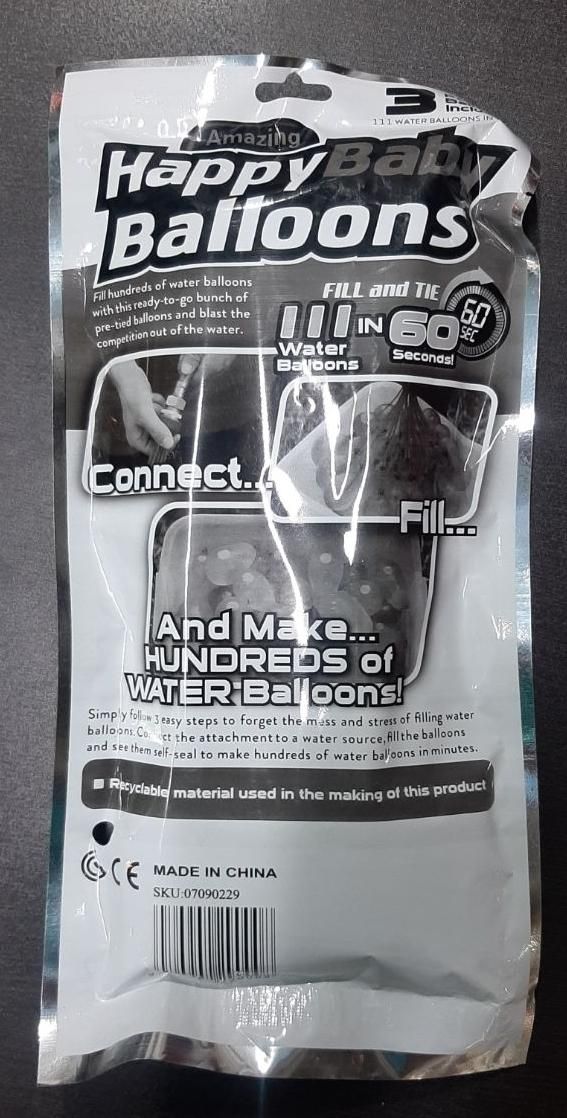 3
111 WATER BALLOONS IN
Amazing
HappyBaby
Balloons
Fill hundreds of water balloons
with this ready-to-go bunch of
pre-tied balloons and blast the
competition out of the water.
FILL and TIE
111 IN 60
60
SEC
Water
Balloons
Seconds!
Connect...
Fill...
And Make...
HUNDREDS of
WATER Balloons!
Simply follow 3 easy steps to forget the mess and stress of filling water
balloons. Connect the attachment to a water source, fill the balloons
and see them self-seal to make hundreds of water balloons in minutes.
Recyclable material used in the making of this product
CE MADE IN CHINA
SKU:07090229